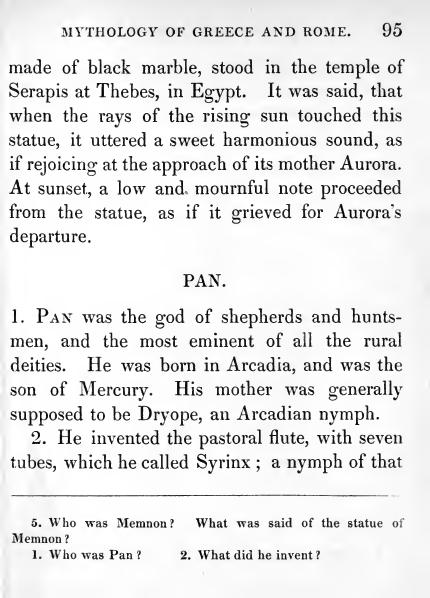 MYTHOLOGY OF GREECE AND ROME. 95
made of black marble, stood in the temple of
Serapis at Thebes, in Egypt. It was said, that
when the rays of the rising sun touched this
statue, it uttered a sweet harmonious sound, as
if rejoicing at the approach of its mother Aurora.
At sunset, a low and mournful note proceeded
from the statue, as if it grieved for Aurora's
departure.
PAN.
1. PAN was the god of shepherds and hunts-
men, and the most eminent of all the rural
deities. He was born in Arcadia, and was the
son of Mercury. His mother was generally
supposed to be Dryope, an Arcadian nymph.
2. He invented the pastoral flute, with seven
tubes, which he called Syrinx; a nymph of that
5. Who was Memnon? What was said of the statue of
Memnon?
1. Who was Pan? 2. What did he invent?